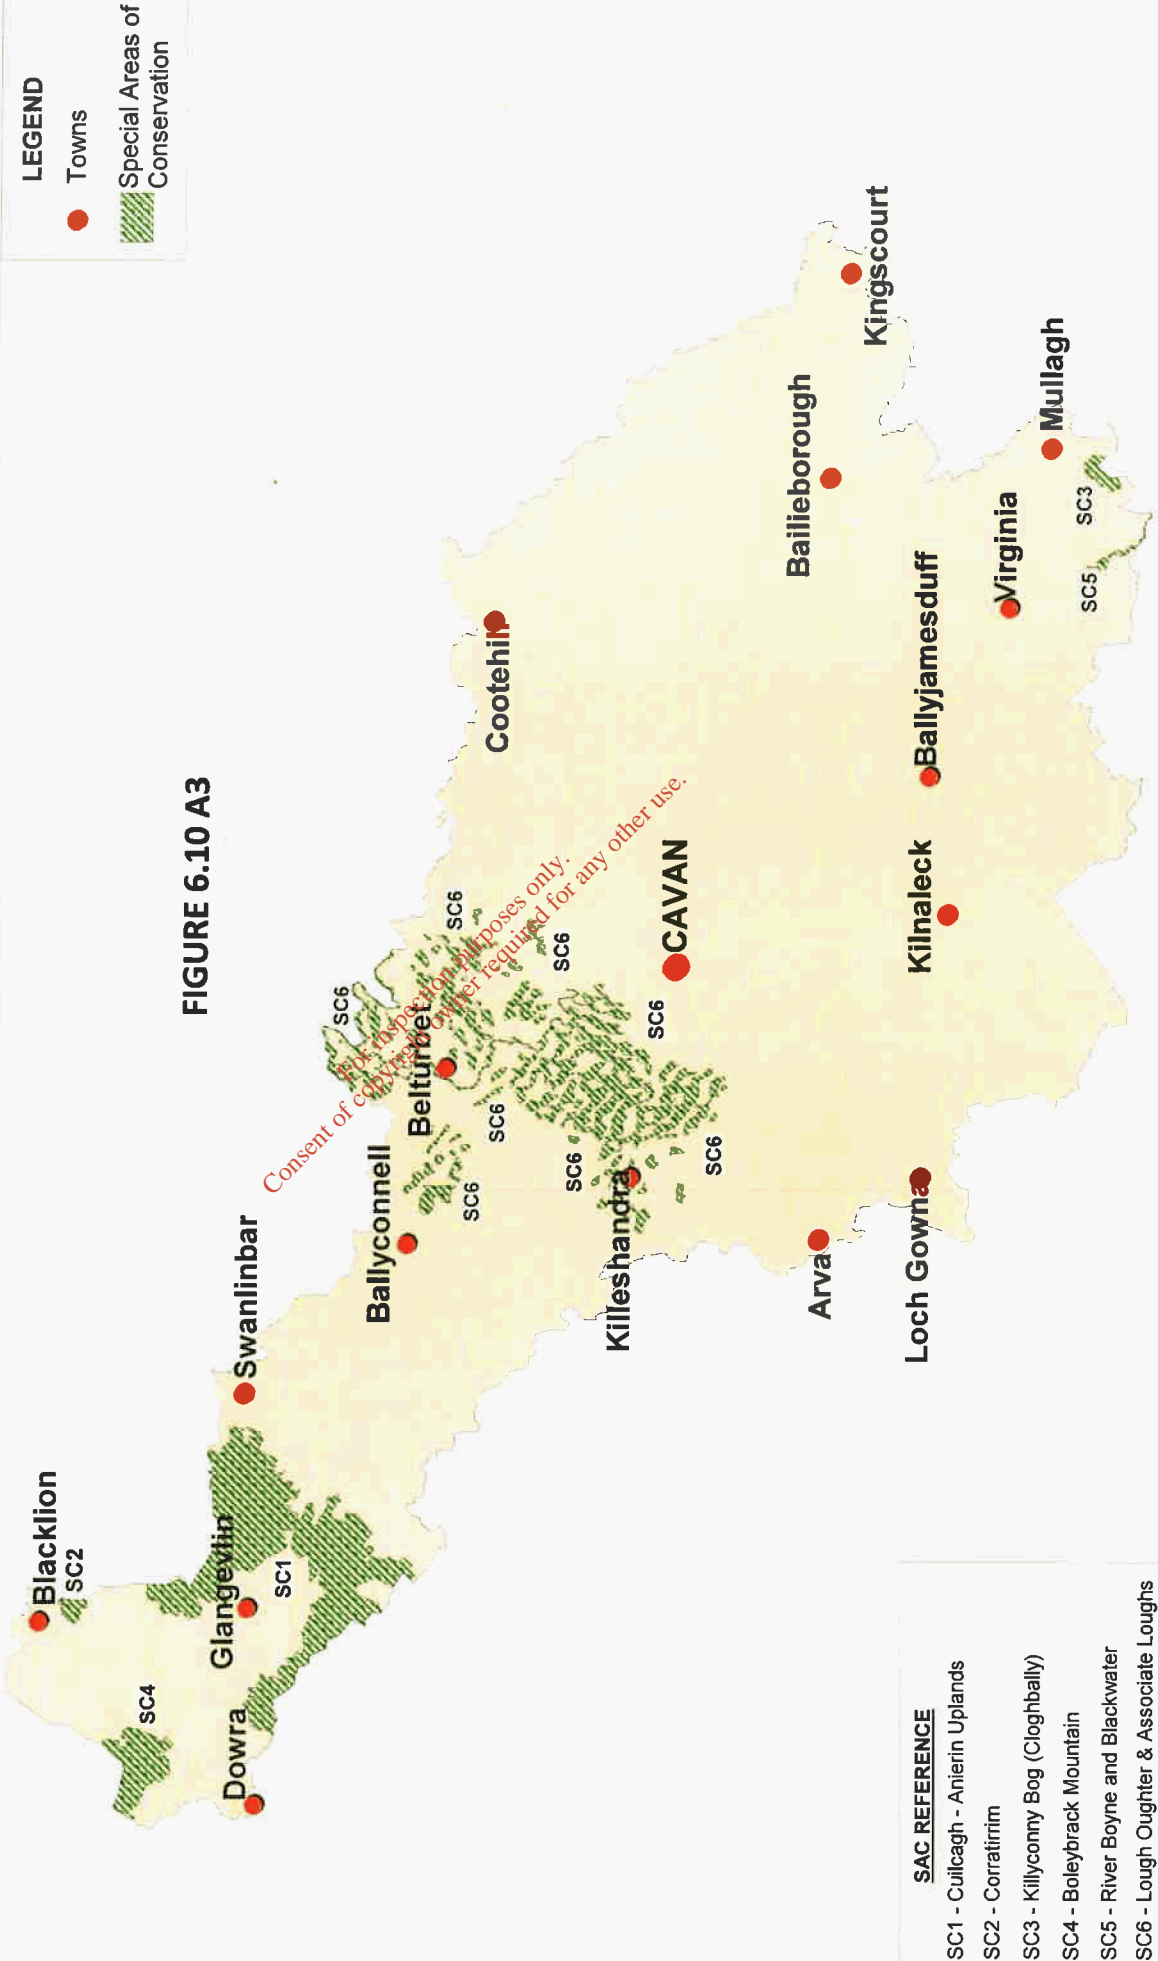 FIGURE 6.10 A3
LEGEND
Towns
Special Areas of
Conservation
Blacklion
SC2
SC4
Glangevlin
SC1
Dowra
Swanlinbar
Ballyconnell
SC6
Belturbet
SC6
SC6
SC6
SC6
SC6
Killeshandra
SC6
SC6
Cootehill
CAVAN
Arva
Loch Gowna
Kilnaleck
Ballyjamesduff
Bailieborough
Kingscourt
Virginia
Mullagh
SC3
SC5
For inspection purposes only.
Consent of copyright owner required for any other use.
SAC REFERENCE
SC1 - Cuilcagh - Anierin Uplands
SC2 - Corratirrim
SC3 - Killyconny Bog (Cloghbally)
SC4 - Boleybrack Mountain
SC5 - River Boyne and Blackwater
SC6 - Lough Oughter & Associate Loughs